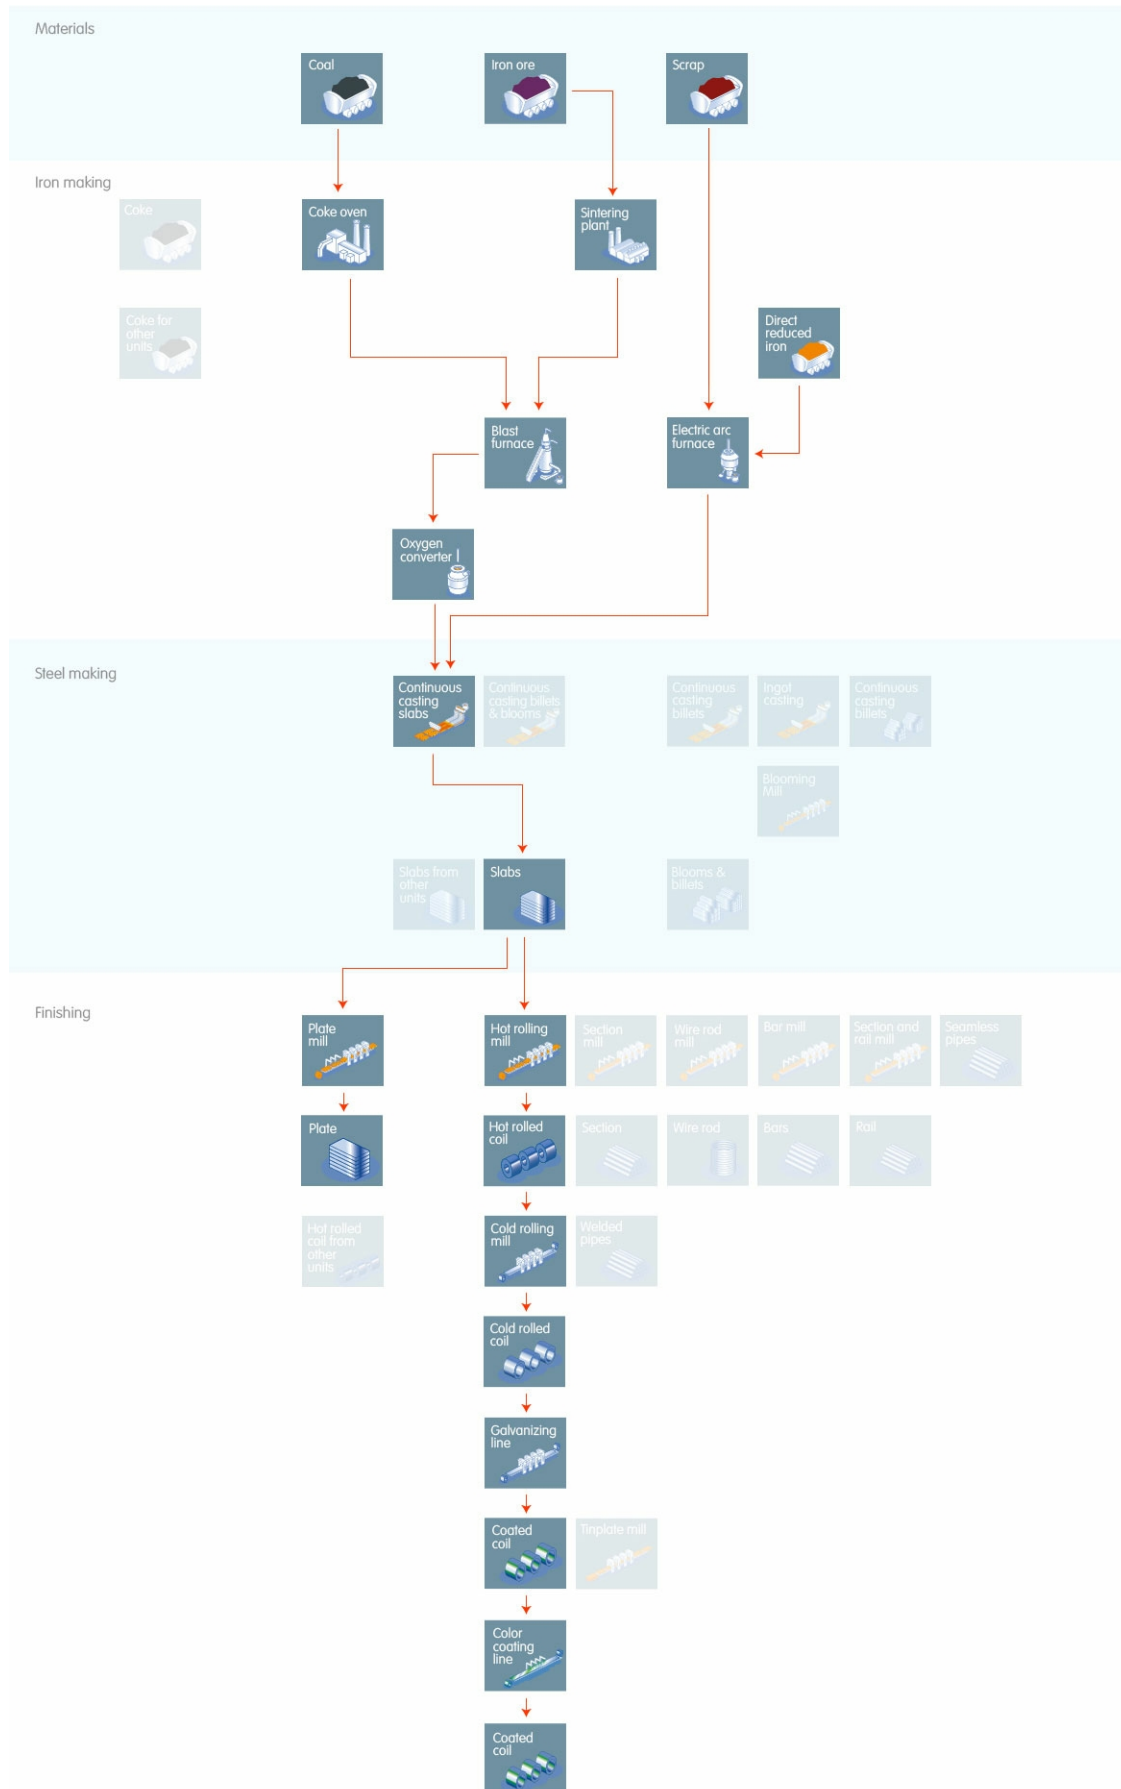 Materials
Coal
Iron ore
Scrap
Iron making
Coke
Coke oven
Sintering
plant
Coke for
other
units
Direct
reduced
iron
Blast
furnace
Electric arc
furnace
Oxygen
converter
Steel making
Continuous
casting
slabs
Continuous
casting billets
& blooms
Continuous
casting
billets
Ingot
casting
Continuous
casting
billets
Blooming
Mill
Slabs from
other
units
Slabs
Blooms &
billets
Finishing
Plate
mill
Hot rolling
mill
Section
mill
Wire rod
mill
Bar mill
Section and
rail mill
Seamless
pipes
Plate
Hot rolled
coil
Section
Wire rod
Bars
Rail
Hot rolled
coil from
other
units
Cold rolling
mill
Welded
pipes
Cold rolled
coil
Galvanizing
line
Coated
coil
Tinplate mill
Color
coating
line
Coated
coil